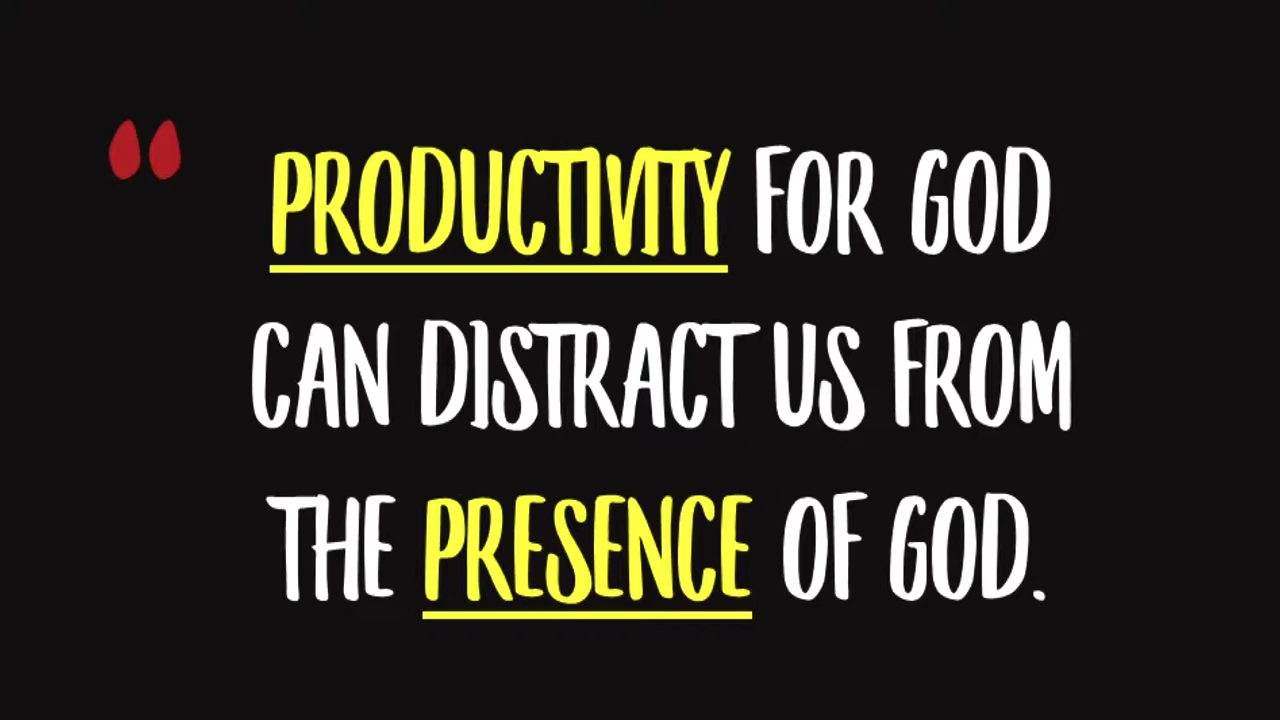 "PRODUCTIVITY FOR GOD
CAN DISTRACT US FROM
THE PRESENCE OF GOD.